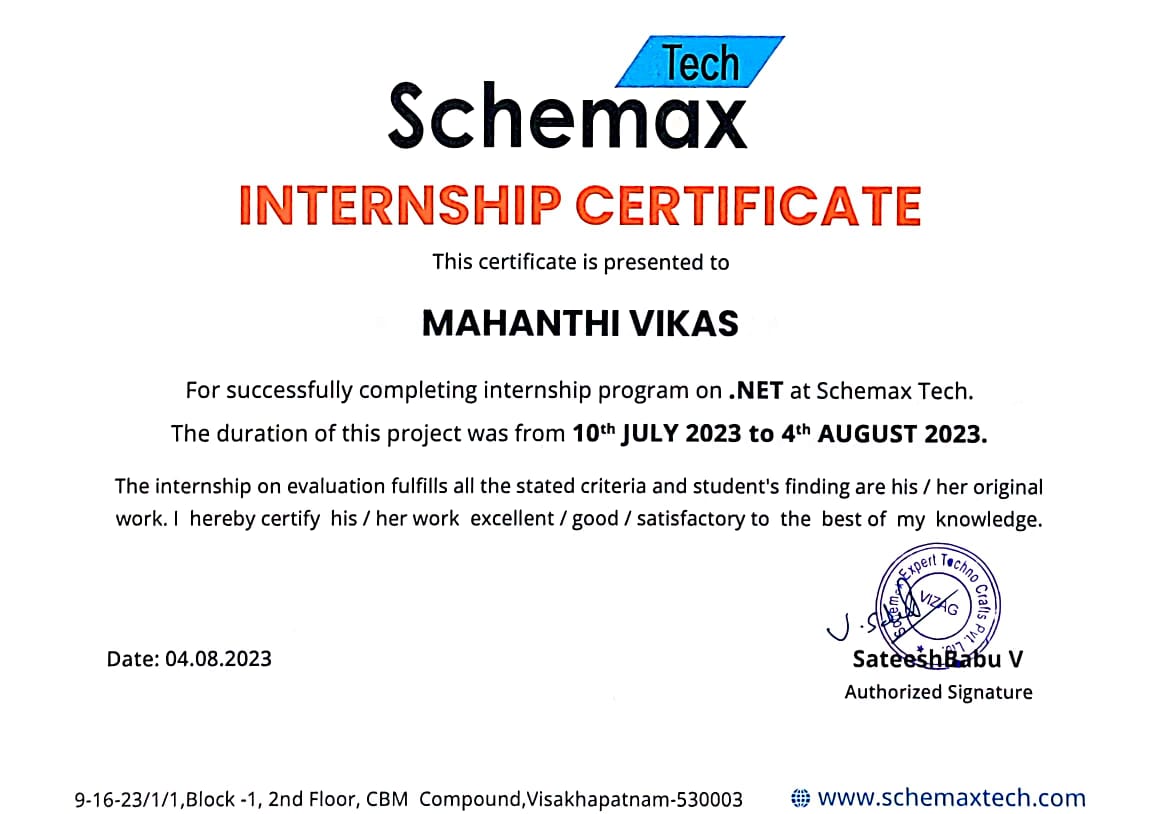 Tech
Schemax
INTERNSHIP CERTIFICATE
This certificate is presented to
MAHANTHI VIKAS
For successfully completing internship program on .NET at Schemax Tech.
The duration of this project was from 10th JULY 2023 to 4th AUGUST 2023.
The internship on evaluation fulfills all the stated criteria and student's finding are his / her original
work. I hereby certify his / her work excellent / good / satisfactory to the best of my knowledge.
Expert Techno Crafts Pvt. Ltd.
VIZAG
Date: 04.08.2023
SateeshBabu V
Authorized Signature
9-16-23/1/1,Block -1, 2nd Floor, CBM Compound,Visakhapatnam-530003
www.schemaxtech.com